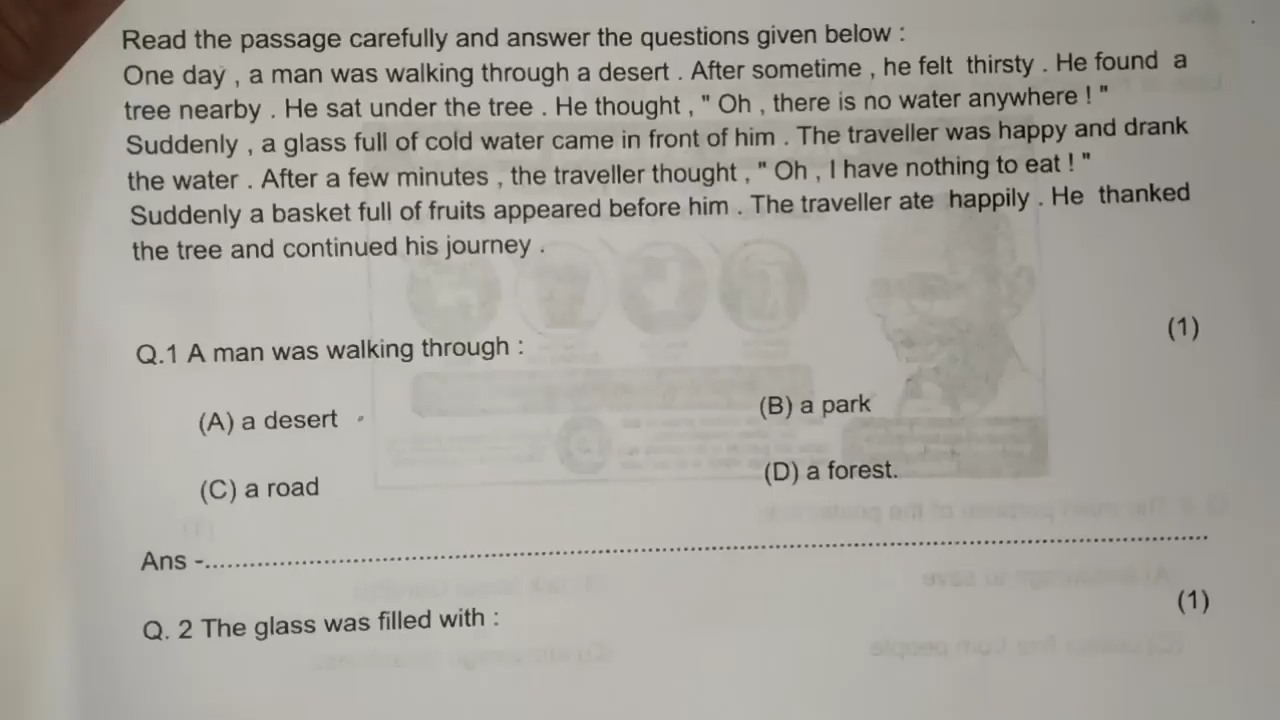 Read the passage carefully and answer the questions given below :
One day , a man was walking through a desert . After sometime , he felt thirsty . He found a
tree nearby . He sat under the tree . He thought , " Oh , there is no water anywhere ! "
Suddenly , a glass full of cold water came in front of him . The traveller was happy and drank
the water . After a few minutes , the traveller thought , " Oh , I have nothing to eat ! "
Suddenly a basket full of fruits appeared before him . The traveller ate happily . He thanked
the tree and continued his journey .
Q.1 A man was walking through : (1)
(A) a desert (B) a park
(C) a road (D) a forest.
Ans -..........................................................................................
Q. 2 The glass was filled with : (1)